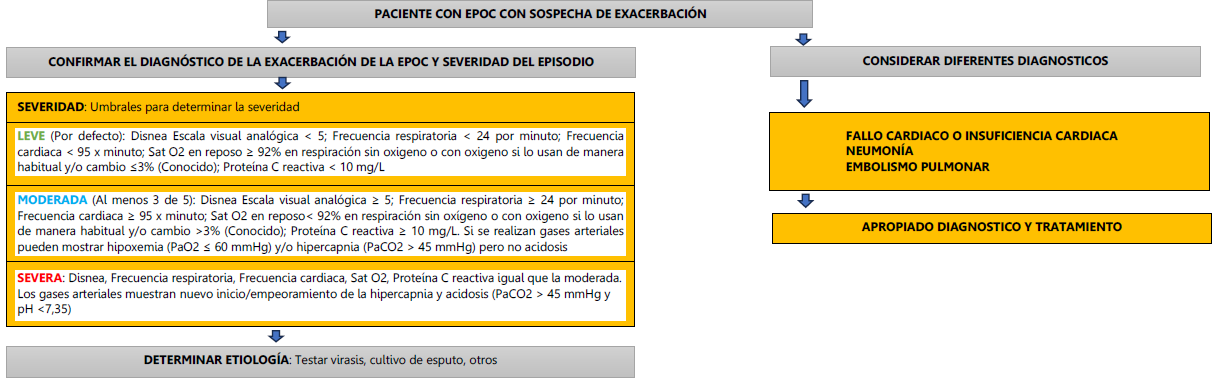 PACIENTE CON EPOC CON SOSPECHA DE EXACERBACIÓN
CONFIRMAR EL DIAGNÓSTICO DE LA EXACERBACIÓN DE LA EPOC Y SEVERIDAD DEL EPISODIO
SEVERIDAD: Umbrales para determinar la severidad
LEVE (Por defecto): Disnea Escala visual analógica < 5; Frecuencia respiratoria < 24 por minuto; Frecuencia
cardiaca < 95 x minuto; Sat O2 en reposo ≥ 92% en respiración sin oxigeno o con oxigeno si lo usan de manera
habitual y/o cambio ≤3% (Conocido); Proteína C reactiva < 10 mg/L
MODERADA (Al menos 3 de 5): Disnea Escala visual analógica ≥ 5; Frecuencia respiratoria ≥ 24 por minuto;
Frecuencia cardiaca ≥ 95 x minuto; Sat O2 en reposo< 92% en respiración sin oxígeno o con oxigeno si lo usan
de manera habitual y/o cambio >3% (Conocido); Proteína C reactiva ≥ 10 mg/L. Si se realizan gases arteriales
pueden mostrar hipoxemia (PaO2 ≤ 60 mmHg) y/o hipercapnia (PaCO2 > 45 mmHg) pero no acidosis
SEVERA: Disnea, Frecuencia respiratoria, Frecuencia cardiaca, Sat O2, Proteína C reactiva igual que la moderada.
Los gases arteriales muestran nuevo inicio/empeoramiento de la hipercapnia y acidosis (PaCO2 > 45 mmHg y
pH <7,35)
DETERMINAR ETIOLOGÍA: Testar virasis, cultivo de esputo, otros
CONSIDERAR DIFERENTES DIAGNOSTICOS
FALLO CARDIACO O INSUFICIENCIA CARDIACA
NEUMONÍA
EMBOLISMO PULMONAR
APROPIADO DIAGNOSTICO Y TRATAMIENTO